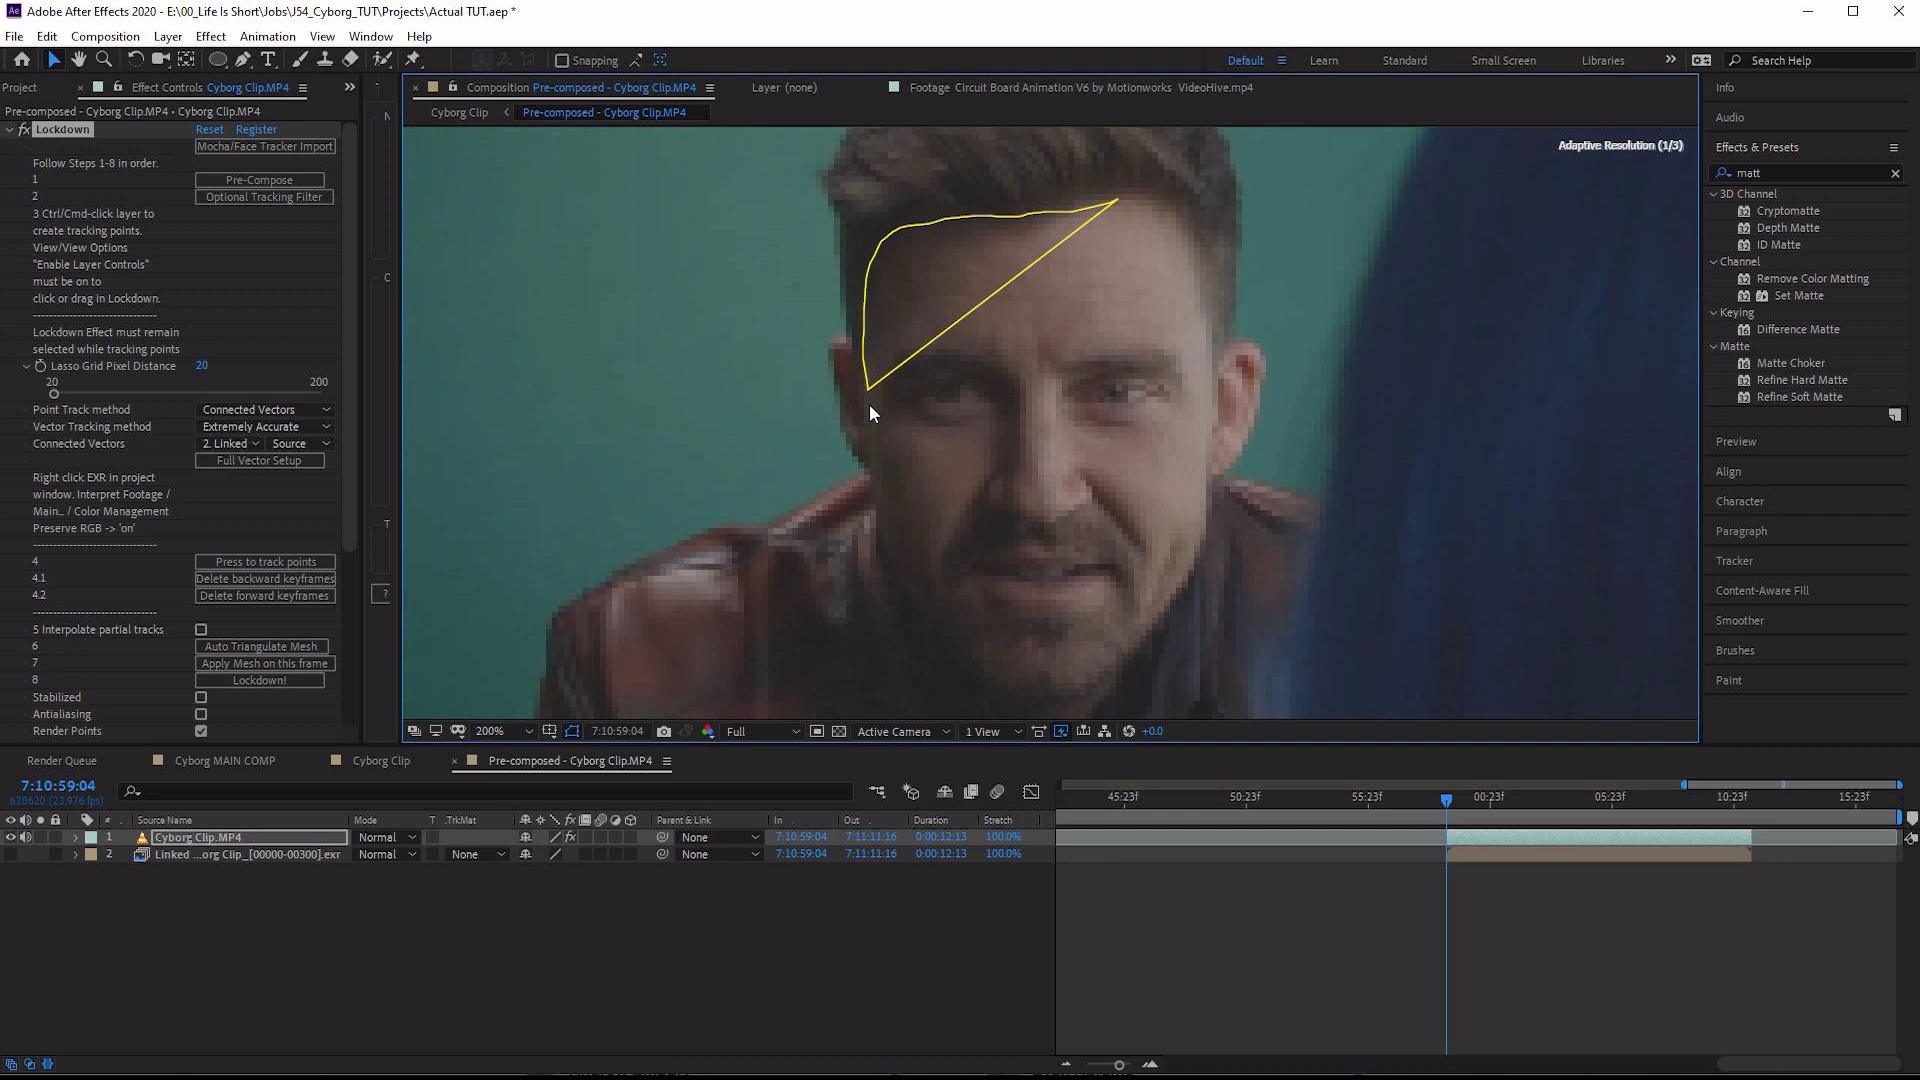 Adobe After Effects 2020 - E:\00_Life Is Short\Jobs\J54_Cyborg_TUT\Projects\Actual TUT.aep *
File Edit Composition Layer Effect Animation View Window Help
Snapping Default Learn Standard Small Screen Libraries Search Help
Project Effect Controls Cyborg Clip.MP4
Composition Pre-composed - Cyborg Clip.MP4 Layer (none) Footage Circuit Board Animation V6 by Motionworks VideoHive.mp4
Pre-composed - Cyborg Clip.MP4 - Cyborg Clip.MP4
Cyborg Clip Pre-composed - Cyborg Clip.MP4
fx Lockdown Reset Register
Mocha/Face Tracker Import
Follow Steps 1-8 in order.
1 Pre-Compose
2 Optional Tracking Filter
3 Ctrl/Cmd-click layer to
create tracking points.
View/View Options
"Enable Layer Controls"
must be on to
click or drag in Lockdown.
Lockdown Effect must remain
selected while tracking points
Lasso Grid Pixel Distance 20
20 200
Point Track method Connected Vectors
Vector Tracking method Extremely Accurate
Connected Vectors 2. Linked Source
Full Vector Setup
Right click EXR in project
window. Interpret Footage /
Main_ / Color Management
Preserve RGB -> 'on'
4 Press to track points
4.1 Delete backward keyframes
4.2 Delete forward keyframes
5 Interpolate partial tracks
6 Auto Triangulate Mesh
7 Apply Mesh on this frame
8 Lockdown!
Stabilized
Antialiasing
Render Points
Adaptive Resolution (1/3)
200% 7:10:59:04 Full Active Camera 1 View +0.0
Info
Audio
Effects & Presets
matt
3D Channel
Cryptomatte
Depth Matte
ID Matte
Channel
Remove Color Matting
Set Matte
Keying
Difference Matte
Matte
Matte Choker
Refine Hard Matte
Refine Soft Matte
Preview
Align
Character
Paragraph
Tracker
Content-Aware Fill
Smoother
Brushes
Paint
Render Queue Cyborg MAIN COMP Cyborg Clip Pre-composed - Cyborg Clip.MP4
7:10:59:04
620620 (23.976 fps)
45:23f 50:23f 55:23f 00:23f 05:23f 10:23f 15:23f
# Source Name Mode T .TrkMat Parent & Link In Out Duration Stretch
1 Cyborg Clip.MP4 Normal None 7:10:59:04 7:11:11:16 0:00:12:13 100.0%
2 Linked ...org Clip_[00000-00300].exr Normal None None 7:10:59:04 7:11:11:16 0:00:12:13 100.0%